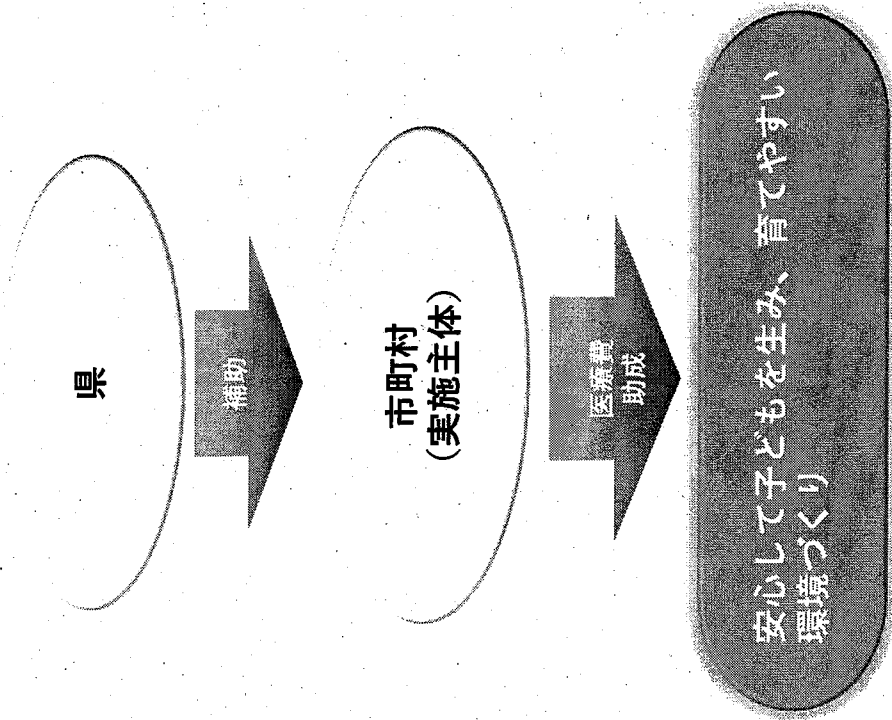 県
補助
市町村
(実施主体)
医療費
助成
安心して子どもを生み、育てやすい
環境づくり